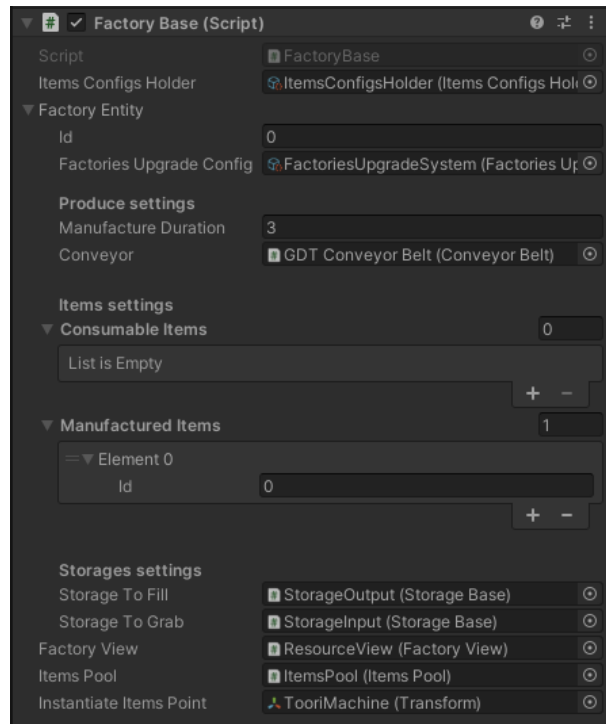 Factory Base (Script)
Script FactoryBase
Items Configs Holder ItemsConfigsHolder (Items Configs Hol
Factory Entity
Id 0
Factories Upgrade Config FactoriesUpgradeSystem (Factories Up
Produce settings
Manufacture Duration 3
Conveyor GDT Conveyor Belt (Conveyor Belt)
Items settings
Consumable Items 0
List is Empty
+ −
Manufactured Items 1
Element 0
Id 0
+ −
Storages settings
Storage To Fill StorageOutput (Storage Base)
Storage To Grab StorageInput (Storage Base)
Factory View ResourceView (Factory View)
Items Pool ItemsPool (Items Pool)
Instantiate Items Point TooriMachine (Transform)